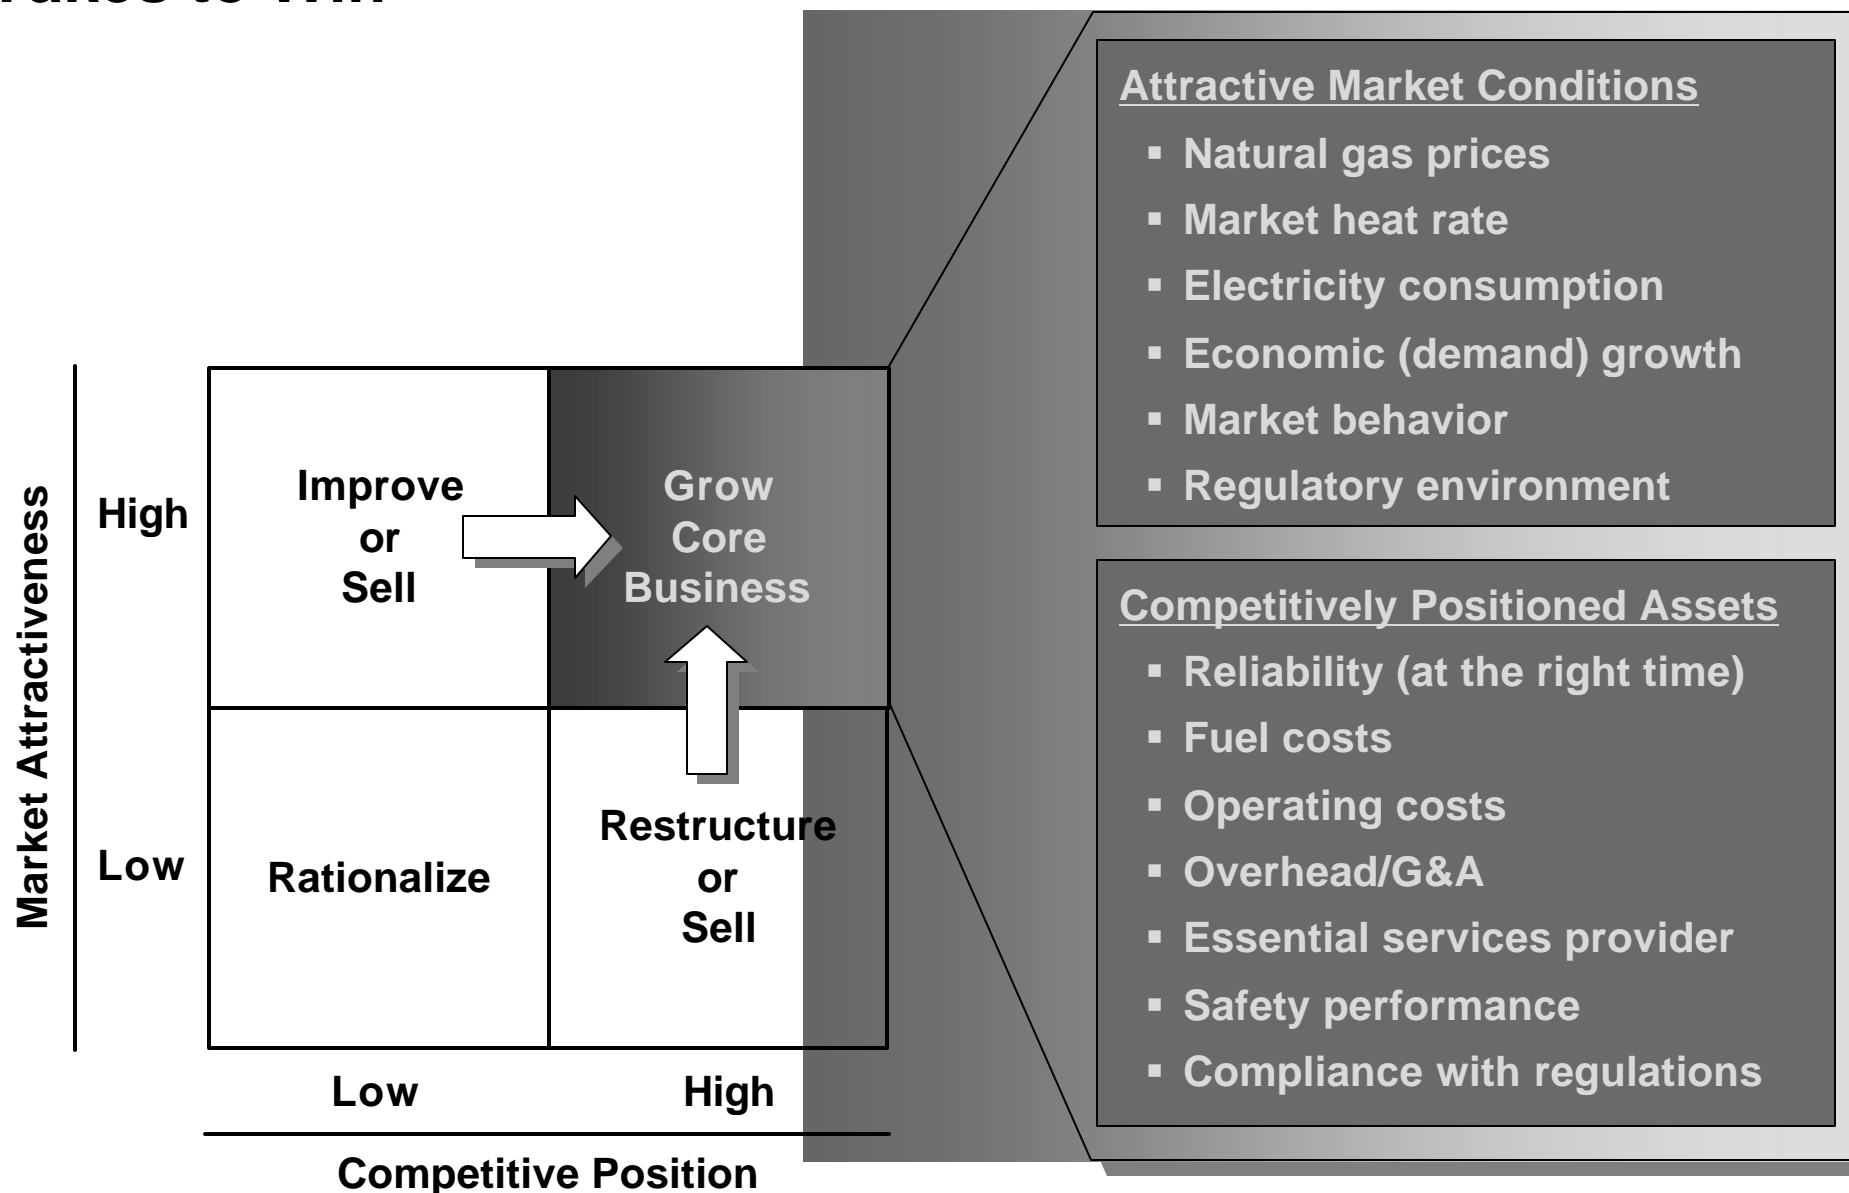 Takes to Win
Attractive Market Conditions
▪ Natural gas prices
▪ Market heat rate
▪ Electricity consumption
▪ Economic (demand) growth
▪ Market behavior
▪ Regulatory environment
Competitively Positioned Assets
▪ Reliability (at the right time)
▪ Fuel costs
▪ Operating costs
▪ Overhead/G&A
▪ Essential services provider
▪ Safety performance
▪ Compliance with regulations
Market Attractiveness
High
Improve
or
Sell
Grow
Core
Business
Low
Rationalize
Restructure
or
Sell
Low
High
Competitive Position